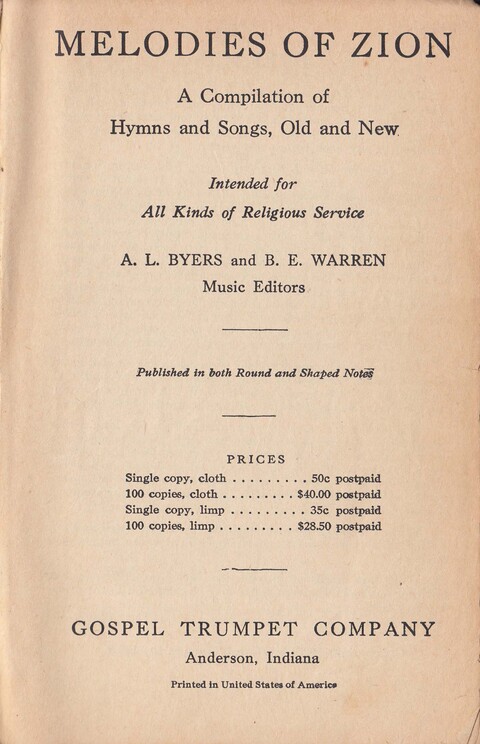 MELODIES OF ZION
A Compilation of
Hymns and Songs, Old and New
Intended for
All Kinds of Religious Service
A. L. BYERS and B. E. WARREN
Music Editors
Published in both Round and Shaped Notes
PRICES
Single copy, cloth . . . . . . . . . 50c postpaid
100 copies, cloth . . . . . . . . . $40.00 postpaid
Single copy, limp . . . . . . . . . 35c postpaid
100 copies, limp . . . . . . . . . $28.50 postpaid
GOSPEL TRUMPET COMPANY
Anderson, Indiana
Printed in United States of America